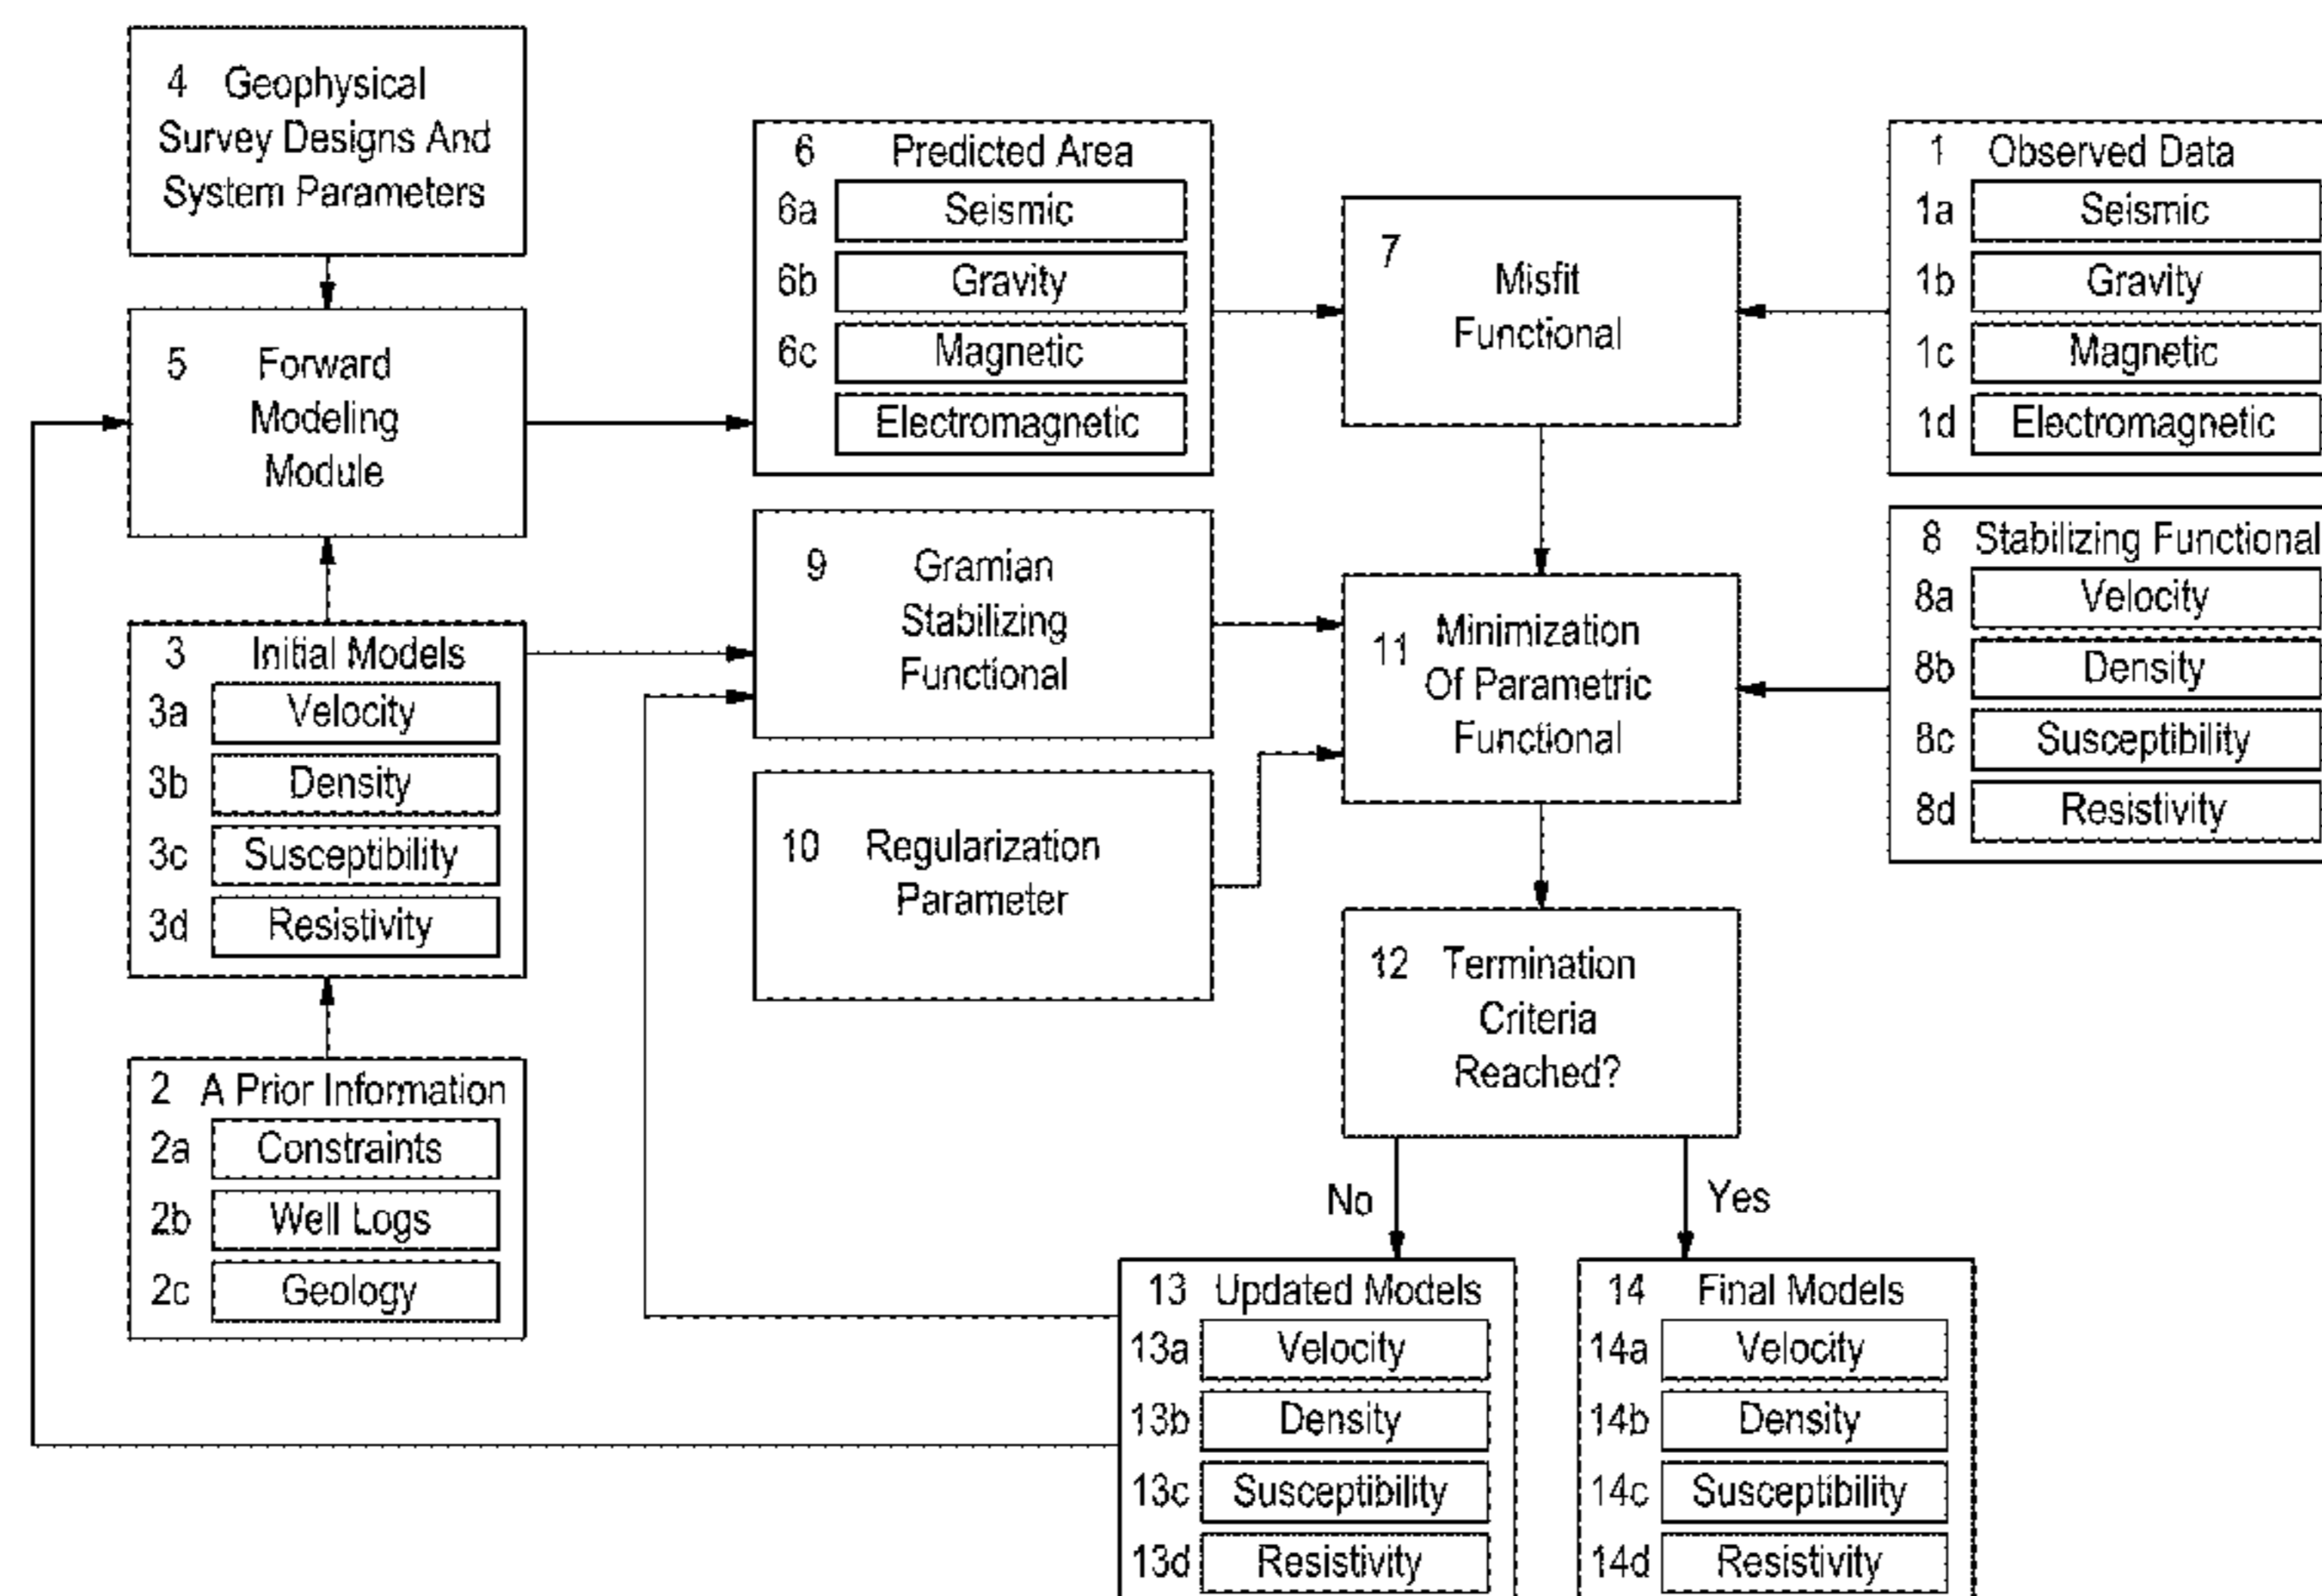 4 Geophysical
Survey Designs And
System Parameters
5 Forward
Modeling
Module
3 Initial Models
3a Velocity
3b Density
3c Susceptibility
3d Resistivity
2 A Prior Information
2a Constraints
2b Well Logs
2c Geology
6 Predicted Area
6a Seismic
6b Gravity
6c Magnetic
Electromagnetic
9 Gramian
Stabilizing
Functional
10 Regularization
Parameter
7 Misfit
Functional
11 Minimization
Of Parametric
Functional
12 Termination
Criteria
Reached?
No
Yes
1 Observed Data
1a Seismic
1b Gravity
1c Magnetic
1d Electromagnetic
8 Stabilizing Functional
8a Velocity
8b Density
8c Susceptibility
8d Resistivity
13 Updated Models
13a Velocity
13b Density
13c Susceptibility
13d Resistivity
14 Final Models
14a Velocity
14b Density
14c Susceptibility
14d Resistivity